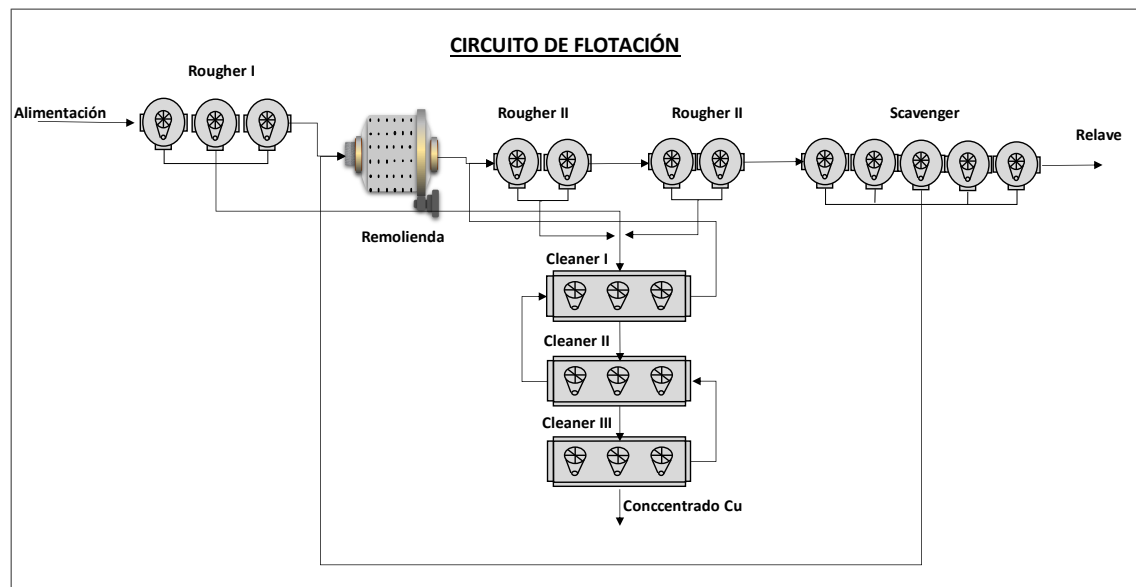 CIRCUITO DE FLOTACIÓN
Rougher I
Alimentación
Remolienda
Rougher II
Rougher II
Scavenger
Relave
Cleaner I
Cleaner II
Cleaner III
Conccentrado Cu